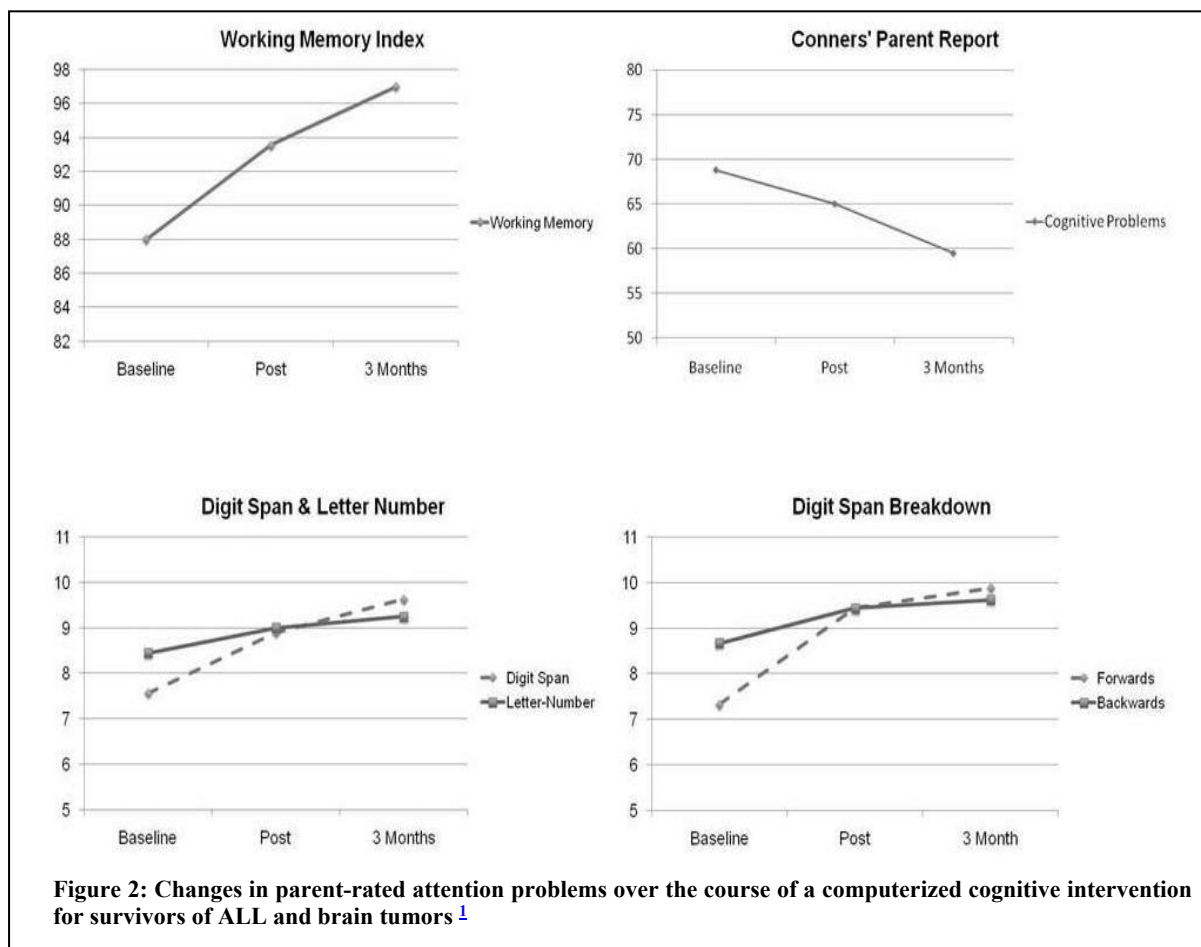 Working Memory Index
98
96
94
92
90
88
86
84
82
Baseline Post 3 Months
Working Memory
Conners' Parent Report
80
75
70
65
60
55
50
Baseline Post 3 Months
Cognitive Problems
Digit Span & Letter Number
11
10
9
8
7
6
5
Baseline Post 3 Months
Digit Span
Letter-Number
Digit Span Breakdown
11
10
9
8
7
6
5
Baseline Post 3 Month
Forwards
Backwards
Figure 2: Changes in parent-rated attention problems over the course of a computerized cognitive intervention
for survivors of ALL and brain tumors 1